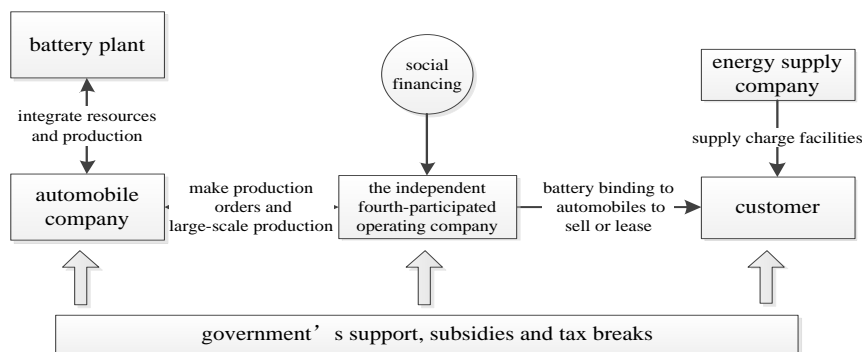 battery plant
social
financing
energy supply
company
integrate resources
and production
supply charge facilities
automobile
company
make production
orders and
large-scale production
the independent
fourth-participated
operating company
battery binding to
automobiles to
sell or lease
customer
government’s support, subsidies and tax breaks